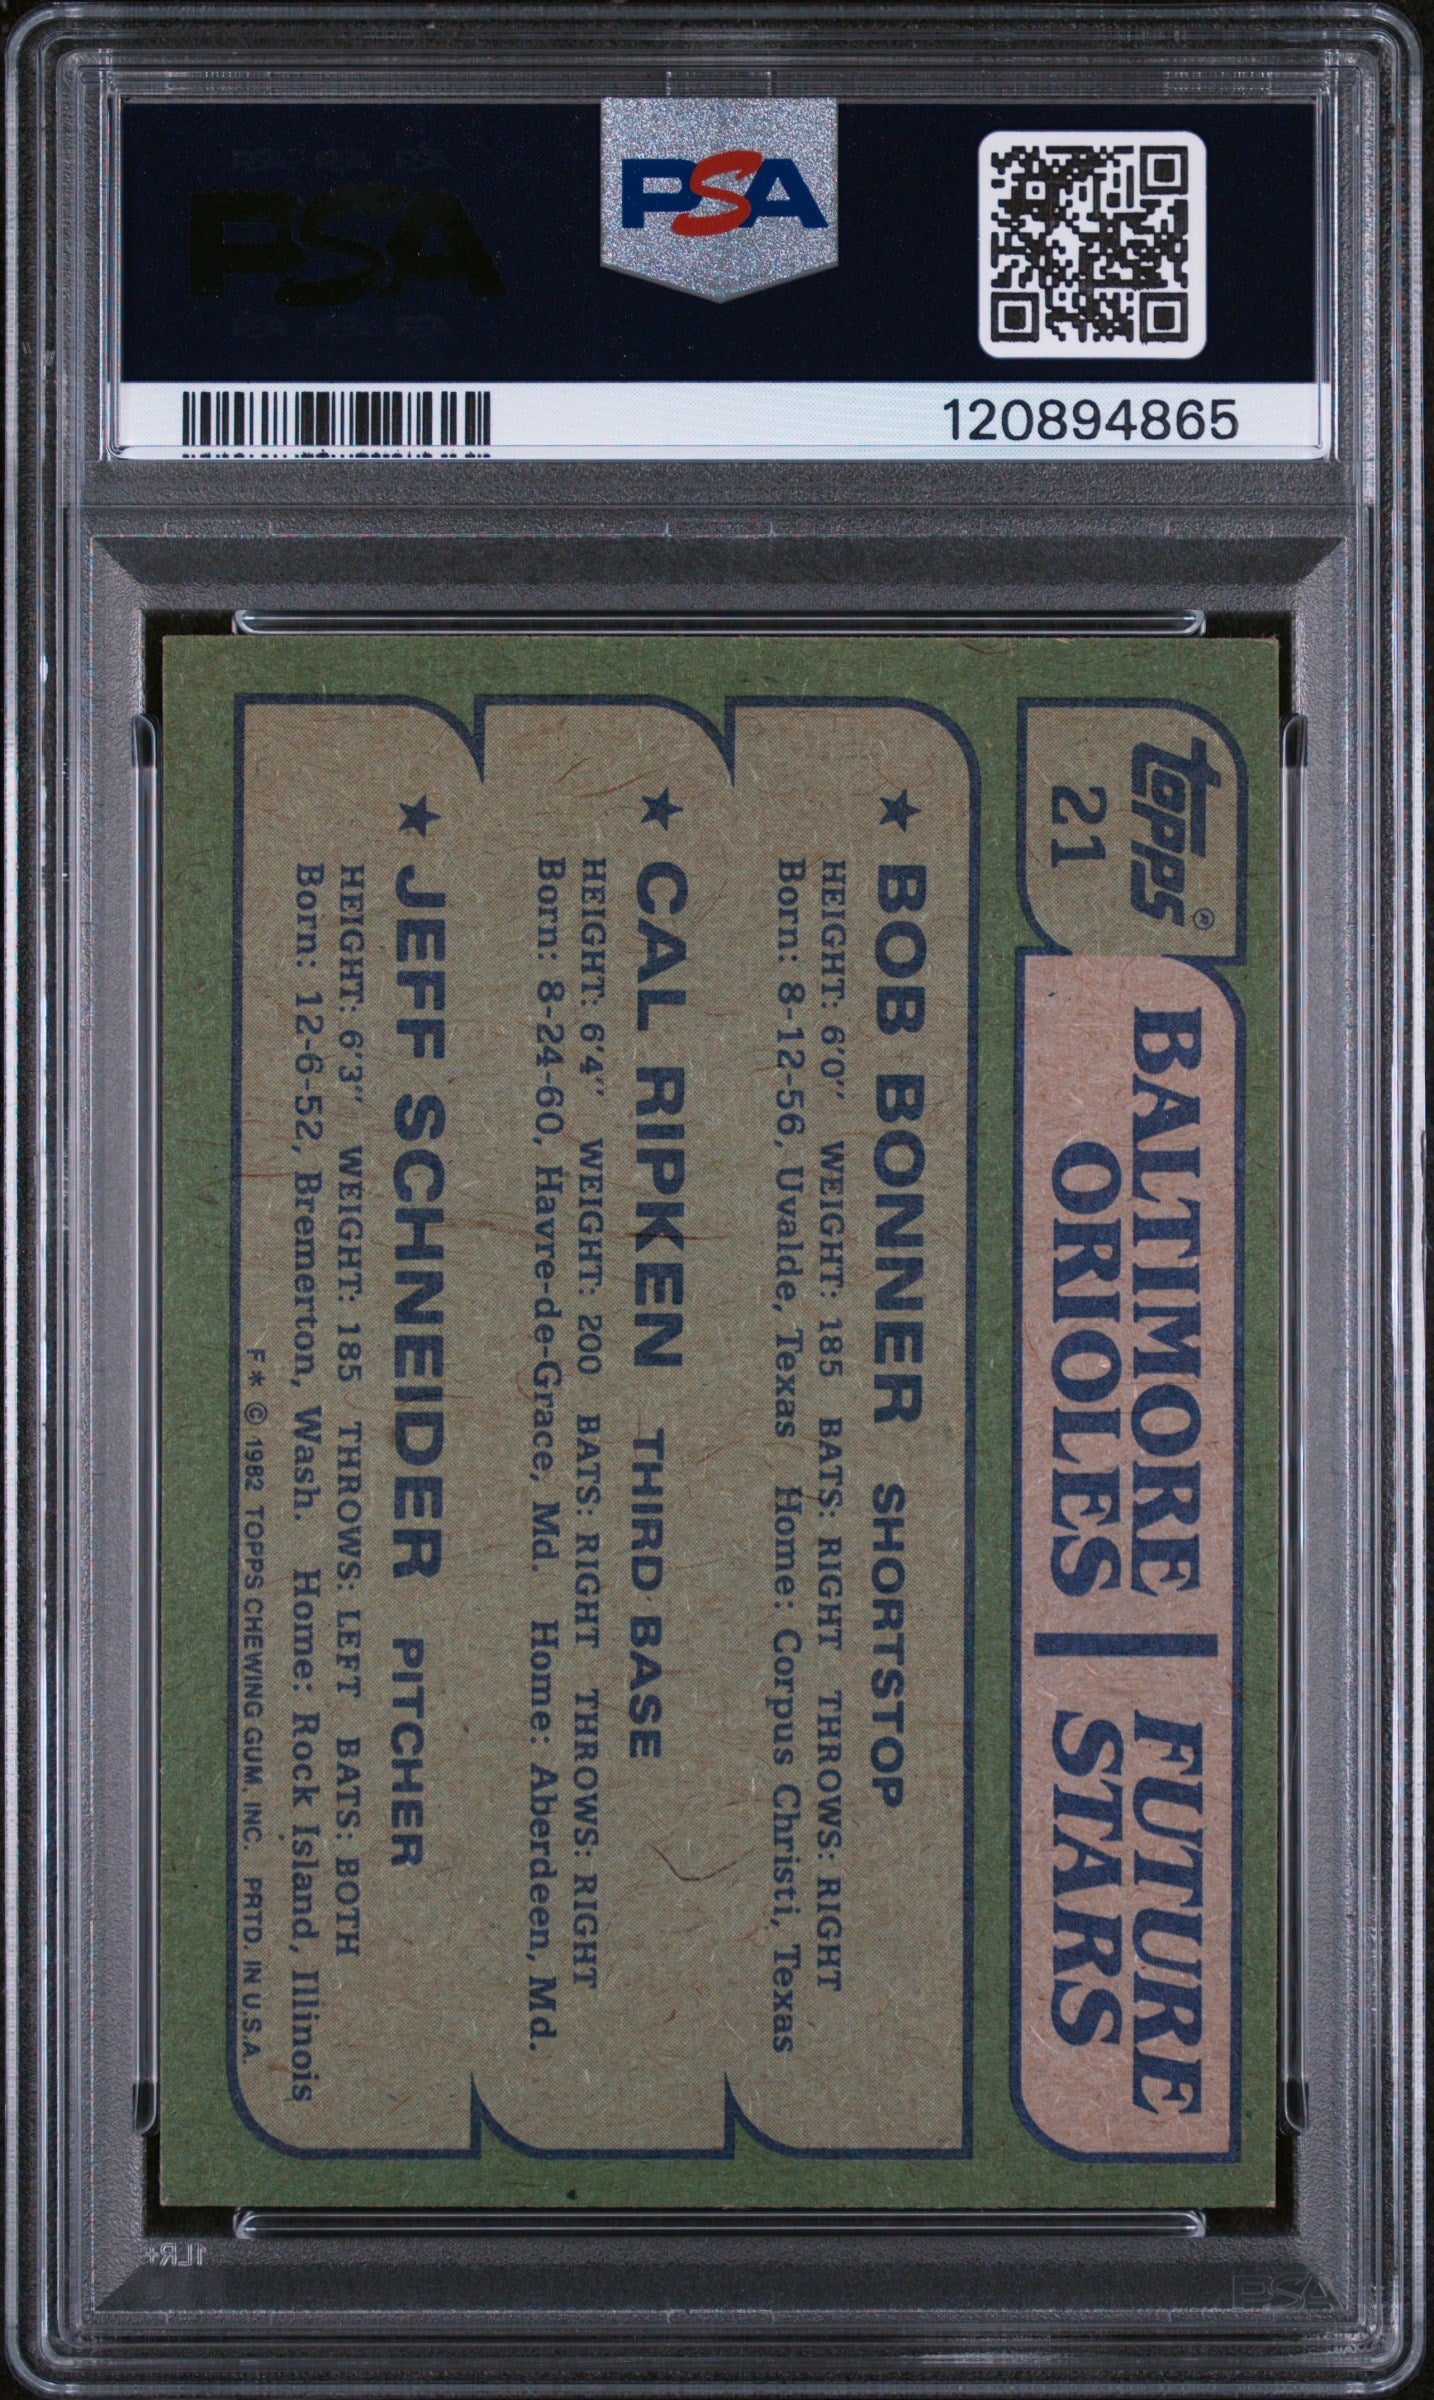 PSA
PSA
120894865
Topps®
21
BALTIMORE
ORIOLES
FUTURE
STARS
★ BOB BONNER SHORTSTOP
HEIGHT: 6'0" WEIGHT: 185 BATS: RIGHT THROWS: RIGHT
Born: 8-12-56, Uvalde, Texas Home: Corpus Christi, Texas
★ CAL RIPKEN THIRD BASE
HEIGHT: 6'4" WEIGHT: 200 BATS: RIGHT THROWS: RIGHT
Born: 8-24-60, Havre-de-Grace, Md. Home: Aberdeen, Md.
★ JEFF SCHNEIDER PITCHER
HEIGHT: 6'3" WEIGHT: 185 THROWS: LEFT BATS: BOTH
Born: 12-6-52, Bremerton, Wash. Home: Rock Island, Illinois
F* © 1982 TOPPS CHEWING GUM, INC. PRTD. IN U.S.A.
1LR+
PSA